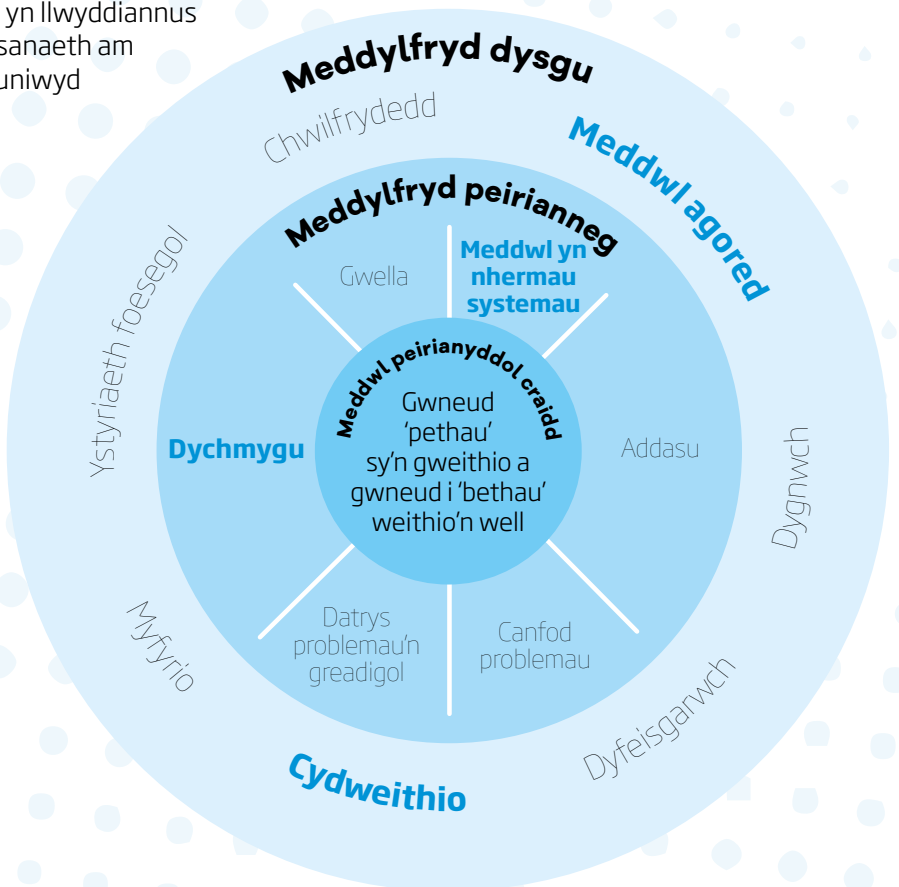 yn llwyddiannus
sanaeth am
uniwyd
Meddylfryd dysgu
Chwilfrydedd
Meddwl agored
Ystyriaeth foesegol
Dygnwch
Myfyrio
Dyfeisgarwch
Cydweithio
Meddylfryd peirianneg
Gwella
Meddwl yn
nhermau
systemau
Dychmygu
Addasu
Datrys
problemau'n
greadigol
Canfod
problemau
Meddwl peirianyddol craidd
Gwneud
'pethau'
sy'n gweithio a
gwneud i 'bethau'
weithio'n well